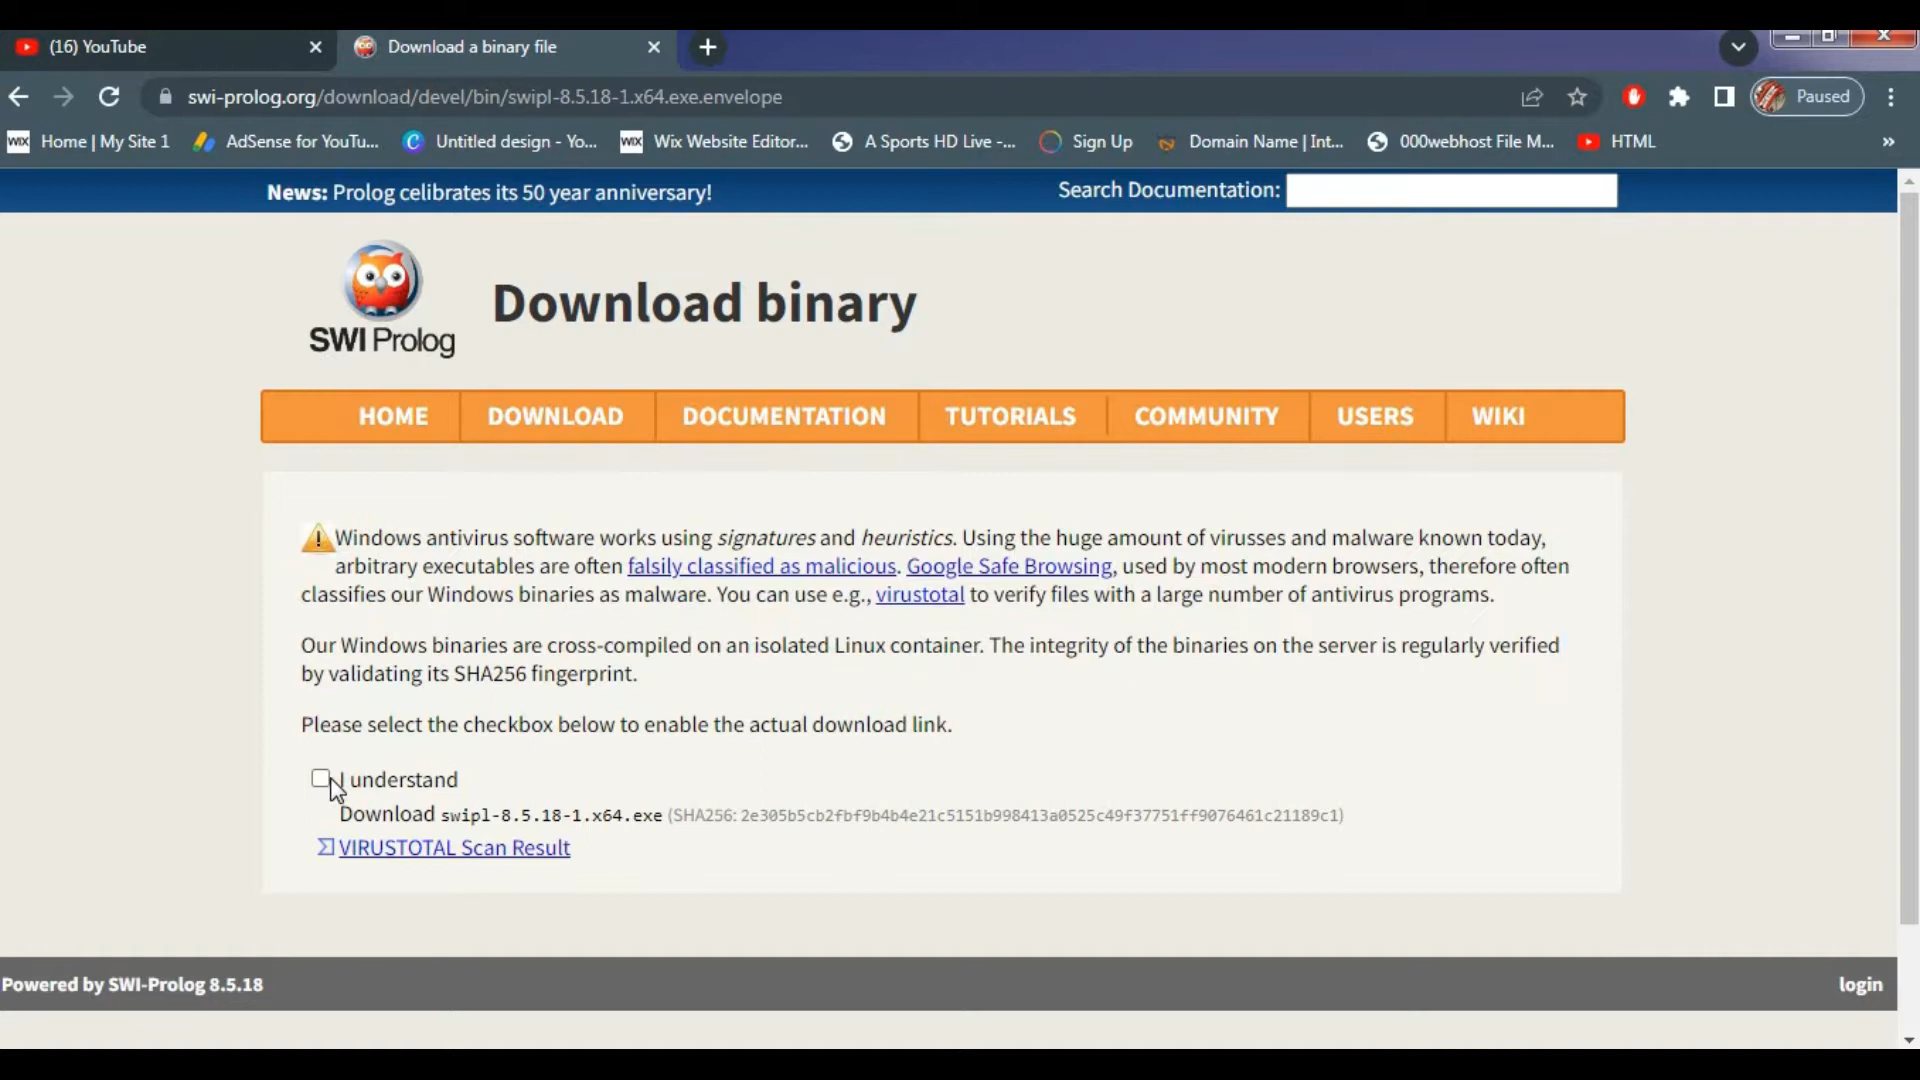 (16) YouTube
Download a binary file
swi-prolog.org/download/devel/bin/swipl-8.5.18-1.x64.exe.envelope
Paused
WIX Home | My Site 1
AdSense for YouTu...
C Untitled design - Yo...
WIX Wix Website Editor...
A Sports HD Live -...
Sign Up
Domain Name | Int...
000webhost File M...
HTML
»
News: Prolog celibrates its 50 year anniversary!
Search Documentation:
SWI Prolog
Download binary
HOME
DOWNLOAD
DOCUMENTATION
TUTORIALS
COMMUNITY
USERS
WIKI
Windows antivirus software works using signatures and heuristics. Using the huge amount of virusses and malware known today,
arbitrary executables are often falsily classified as malicious. Google Safe Browsing, used by most modern browsers, therefore often
classifies our Windows binaries as malware. You can use e.g., virustotal to verify files with a large number of antivirus programs.
Our Windows binaries are cross-compiled on an isolated Linux container. The integrity of the binaries on the server is regularly verified
by validating its SHA256 fingerprint.
Please select the checkbox below to enable the actual download link.
I understand
Download swipl-8.5.18-1.x64.exe (SHA256: 2e305b5cb2fbf9b4b4e21c5151b998413a0525c49f37751ff9076461c21189c1)
VIRUSTOTAL Scan Result
Powered by SWI-Prolog 8.5.18
login